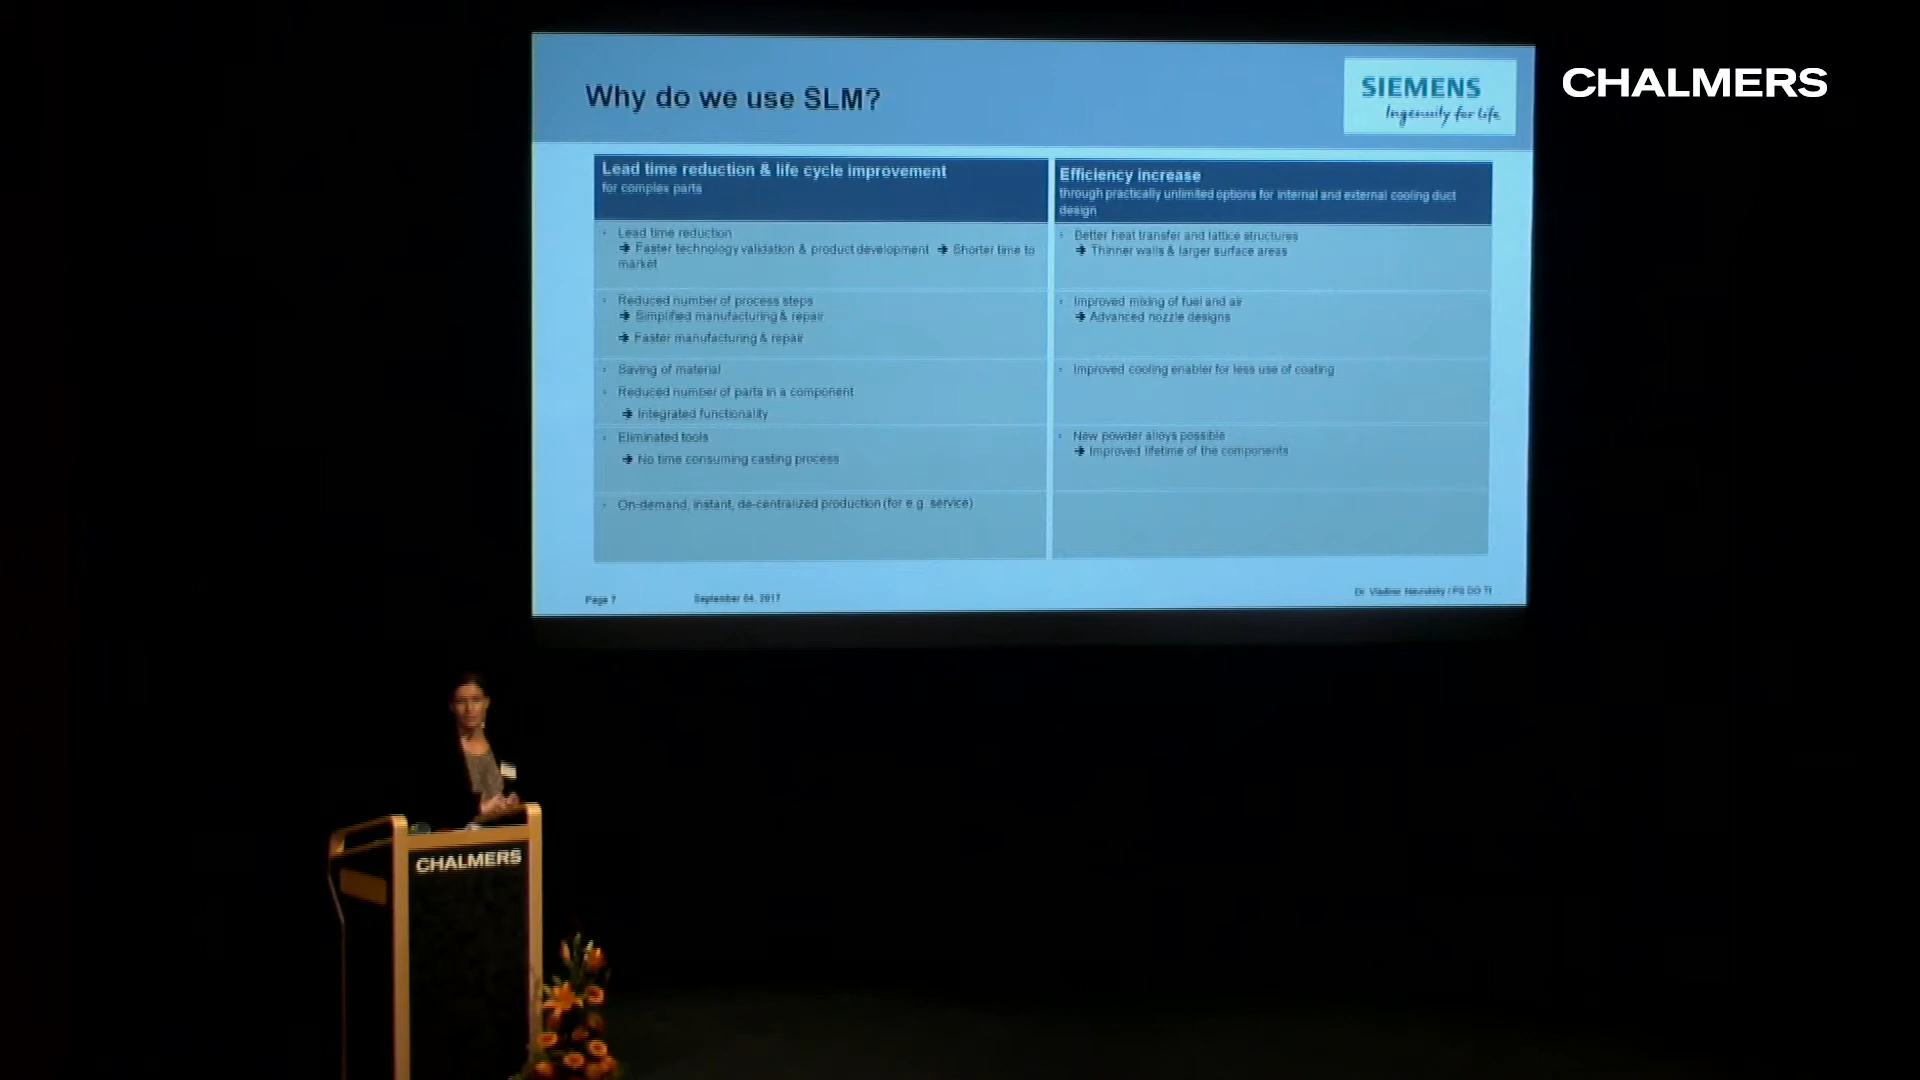 CHALMERS
Why do we use SLM?
SIEMENS
Ingenuity for life
Lead time reduction & life cycle improvement
for complex parts
Efficiency increase
through practically unlimited options for internal and external cooling duct
design
· Lead time reduction
➔ Faster technology validation & product development ➔ Shorter time to
market
· Better heat transfer and lattice structures
➔ Thinner walls & larger surface areas
· Reduced number of process steps
➔ Simplified manufacturing & repair
➔ Faster manufacturing & repair
· Improved mixing of fuel and air
➔ Advanced nozzle designs
· Saving of material
· Reduced number of parts in a component
➔ Integrated functionality
· Improved cooling enabler for less use of coating
· Eliminated tools
➔ No time consuming casting process
· New powder alloys possible
➔ Improved lifetime of the components
· On-demand, instant, de-centralized production (for e.g. service)
Page 7
September 04, 2017
Dr. Vladimir / PS DO TI
CHALMERS